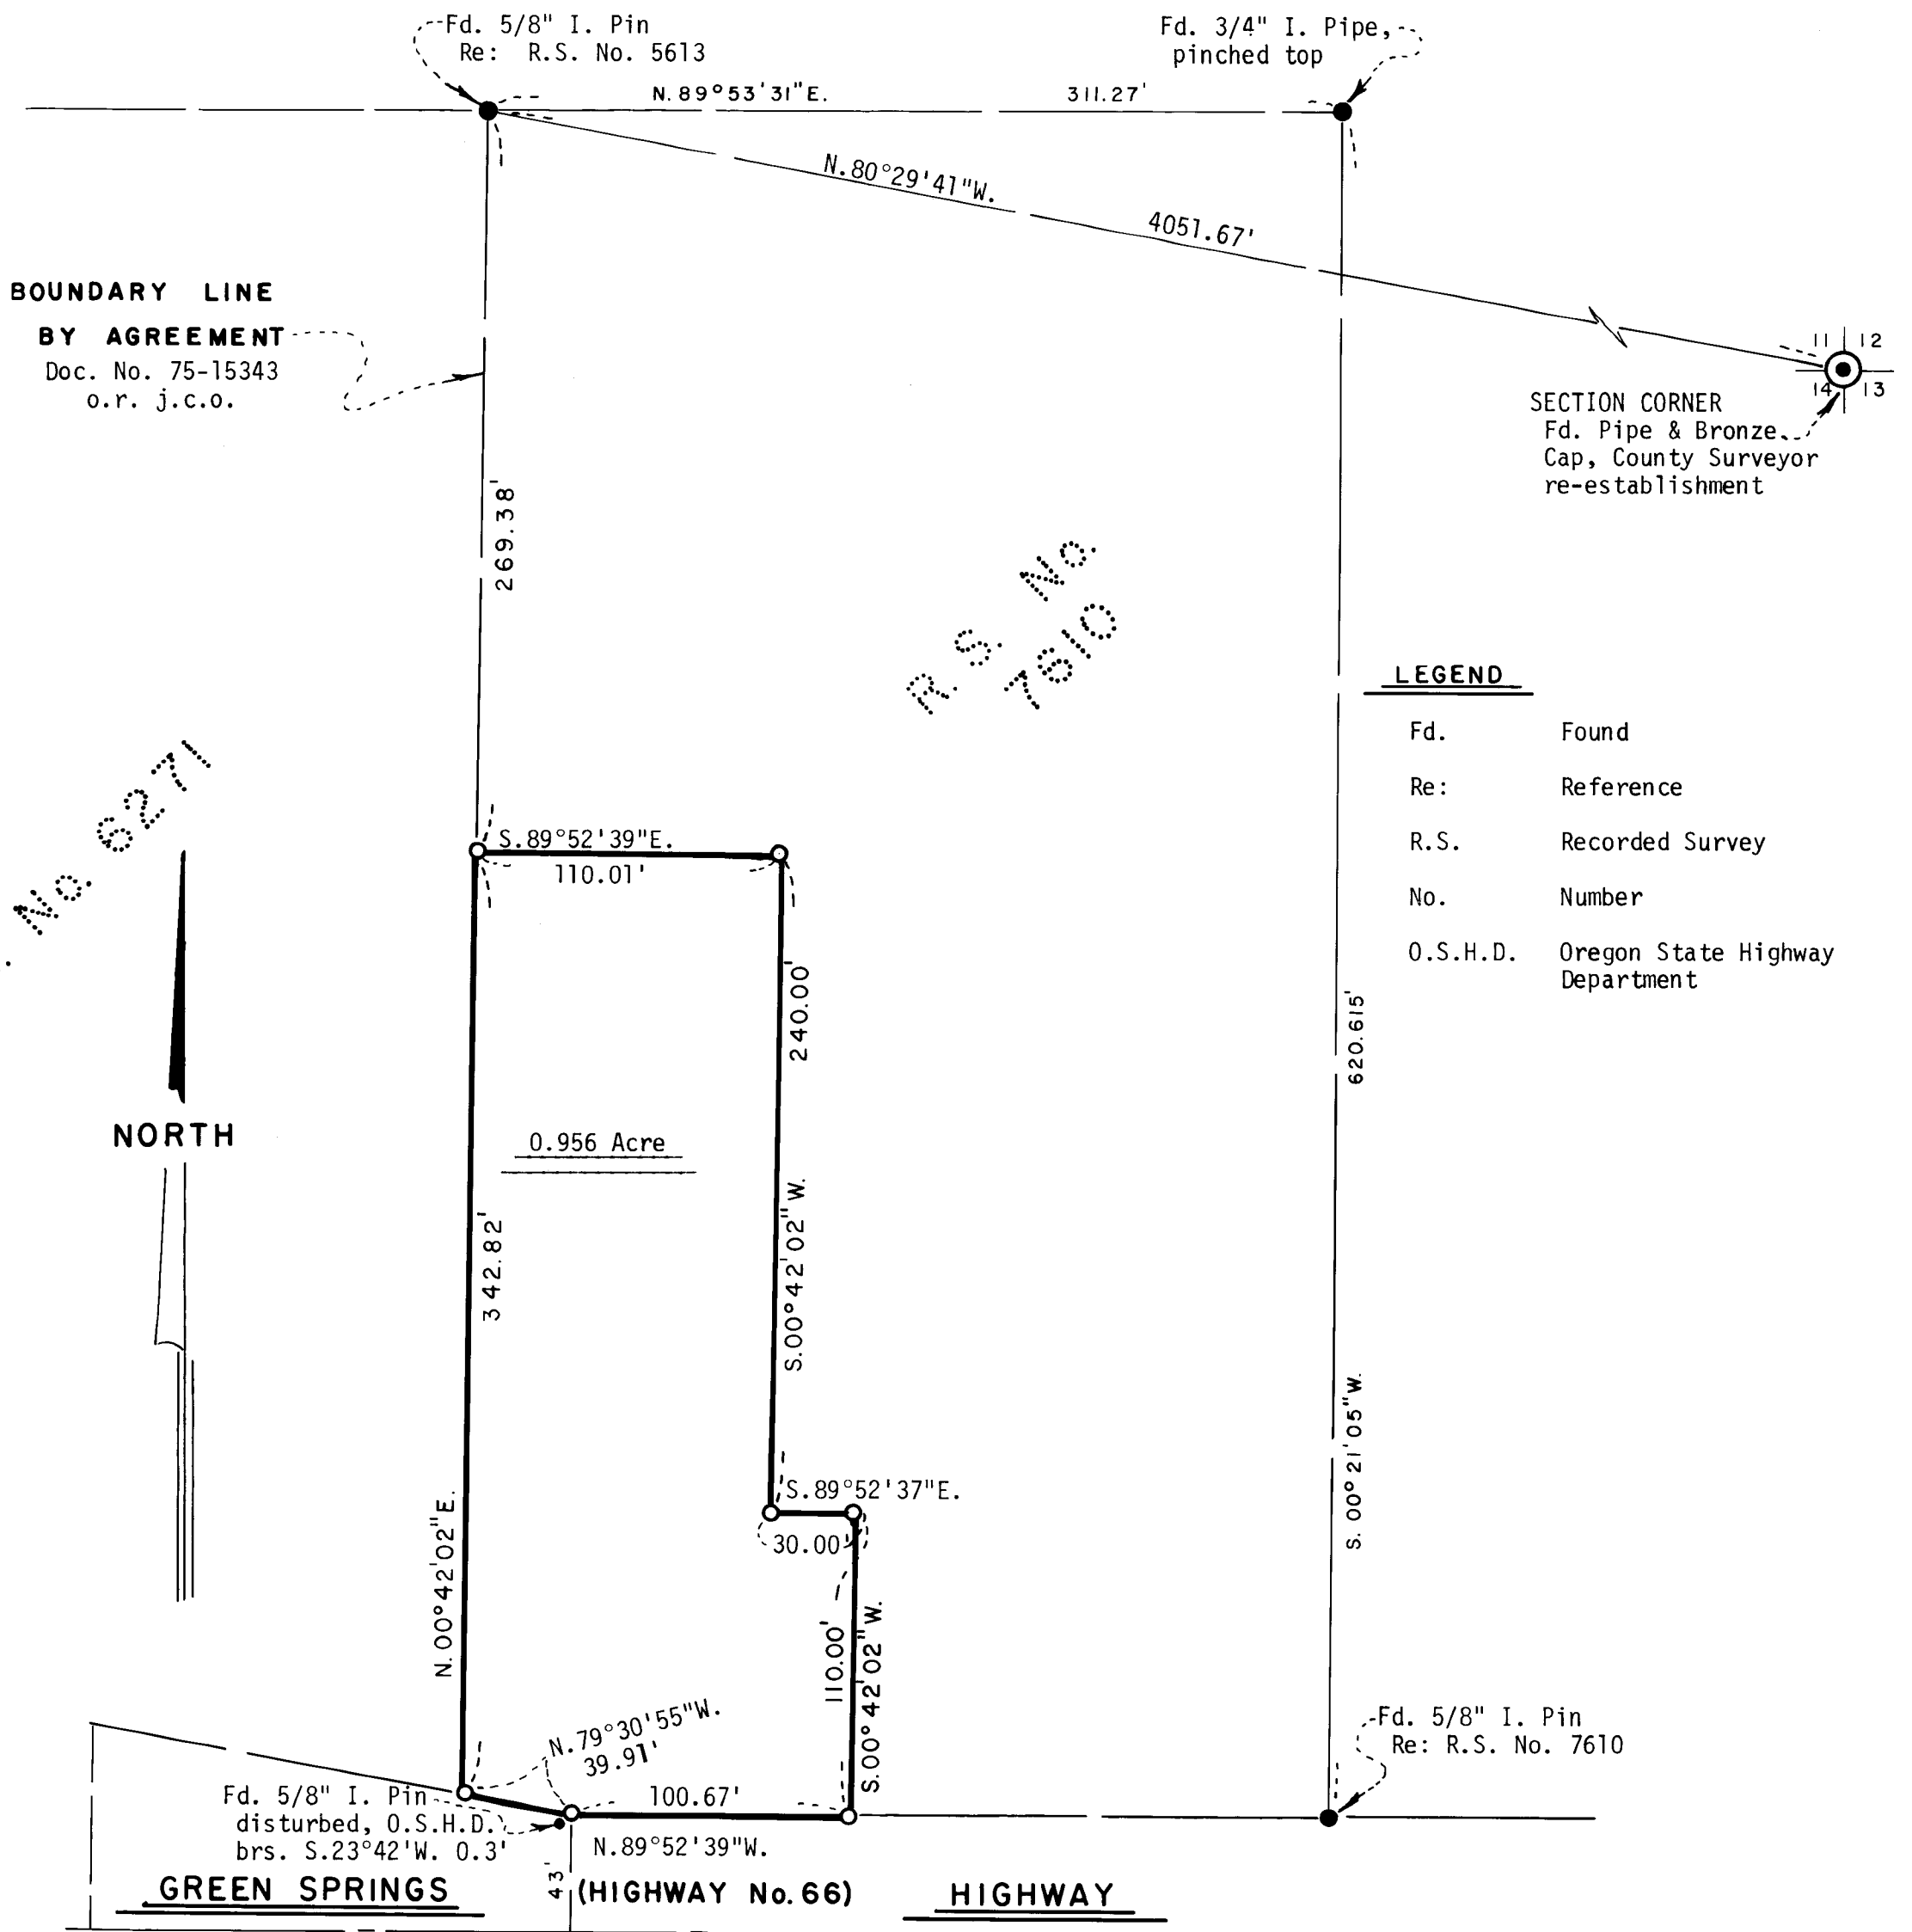 Fd. 5/8" I. Pin
Re: R.S. No. 5613
Fd. 3/4" I. Pipe,
pinched top
N.89°53'31"E.
311.27'
N.80°29'41"W.
4051.67'
BOUNDARY LINE
BY AGREEMENT
Doc. No. 75-15343
o.r. j.c.o.
11 12
14 13
SECTION CORNER
Fd. Pipe & Bronze
Cap, County Surveyor
re-establishment
269.38'
R. S. No.
7610
LEGEND
Fd. Found
Re: Reference
R.S. Recorded Survey
No. Number
O.S.H.D. Oregon State Highway
Department
. No. 6271
NORTH
S.89°52'39"E.
110.01'
240.00'
S.00°42'02"W.
0.956 Acre
342.82'
N.00°42'02"E.
620.615'
S.00°21'05"W.
S.89°52'37"E.
30.00'
110.00'
S.00°42'02"W.
N.79°30'55"W.
39.91'
Fd. 5/8" I. Pin
Re: R.S. No. 7610
Fd. 5/8" I. Pin
disturbed, O.S.H.D.
brs. S.23°42'W. 0.3'
100.67'
N.89°52'39"W.
43'
GREEN SPRINGS (HIGHWAY No. 66) HIGHWAY